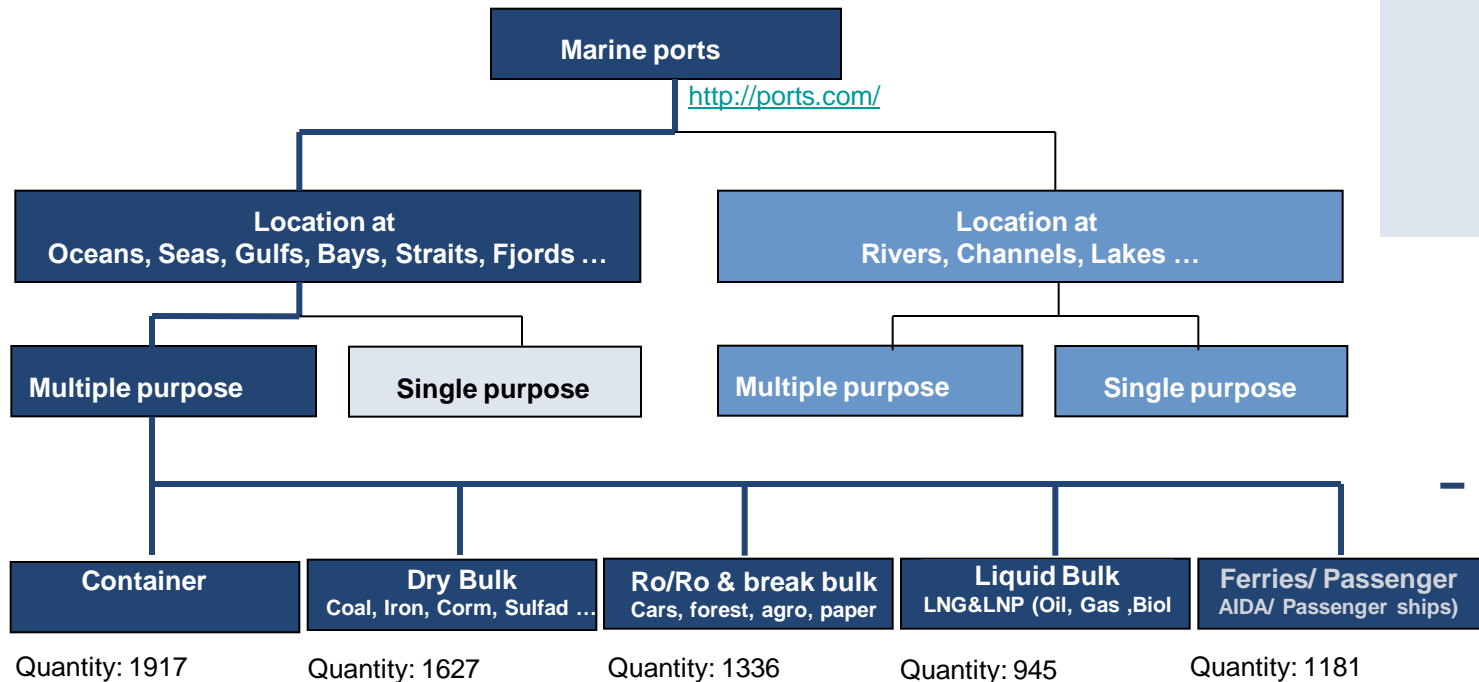 Marine ports
http://ports.com/
Location at
Oceans, Seas, Gulfs, Bays, Straits, Fjords …
Location at
Rivers, Channels, Lakes …
Multiple purpose
Single purpose
Multiple purpose
Single purpose
Container
Dry Bulk
Coal, Iron, Corm, Sulfad …
Ro/Ro & break bulk
Cars, forest, agro, paper
Liquid Bulk
LNG&LNP (Oil, Gas ,Biol
Ferries/ Passenger
AIDA/ Passenger ships)
Quantity: 1917
Quantity: 1627
Quantity: 1336
Quantity: 945
Quantity: 1181